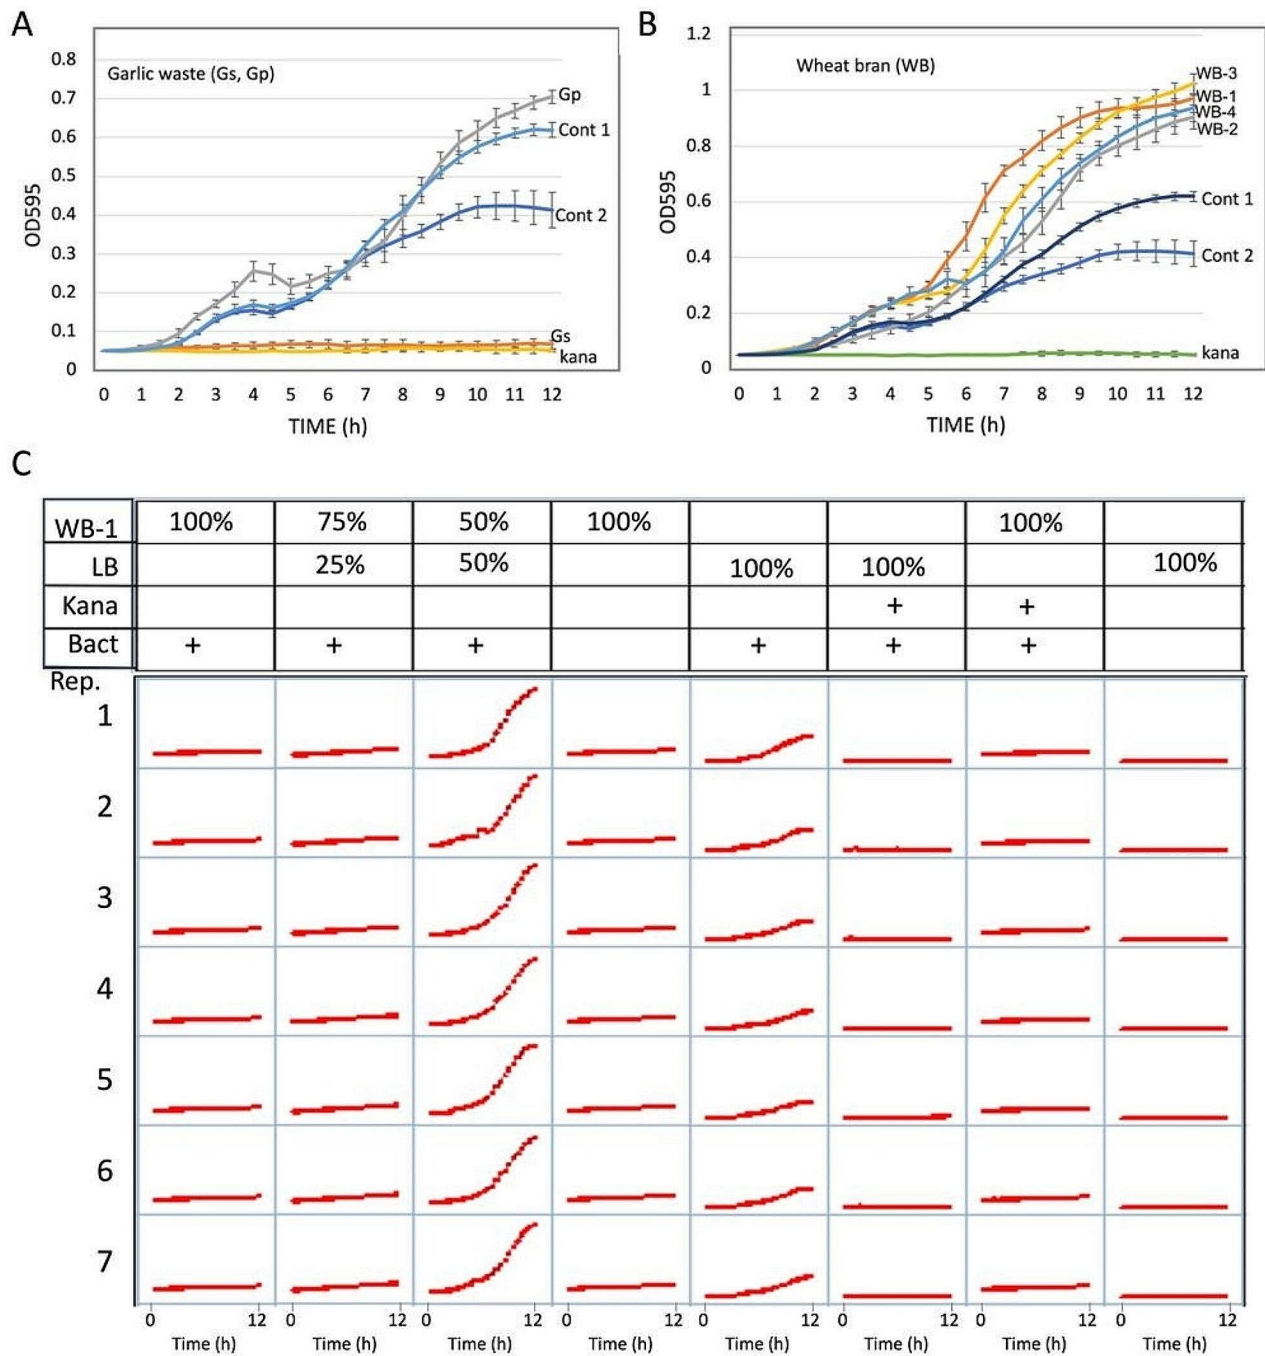 A
Garlic waste (Gs, Gp)
0.8
0.7
0.6
0.5
0.4
0.3
0.2
0.1
0
OD595
Gp
Cont 1
Cont 2
Gs
kana
0 1 2 3 4 5 6 7 8 9 10 11 12
TIME (h)
B
Wheat bran (WB)
1.2
1
0.8
0.6
0.4
0.2
0
OD595
WB-3
WB-1
WB-4
WB-2
Cont 1
Cont 2
kana
0 1 2 3 4 5 6 7 8 9 10 11 12
TIME (h)
C
WB-1 100% 75% 50% 100% 100%
LB 25% 50% 100% 100% 100%
Kana + +
Bact + + + + + +
Rep.
1
2
3
4
5
6
7
0 12 0 12 0 12 0 12 0 12 0 12 0 12 0 12
Time (h) Time (h) Time (h) Time (h) Time (h) Time (h) Time (h) Time (h)